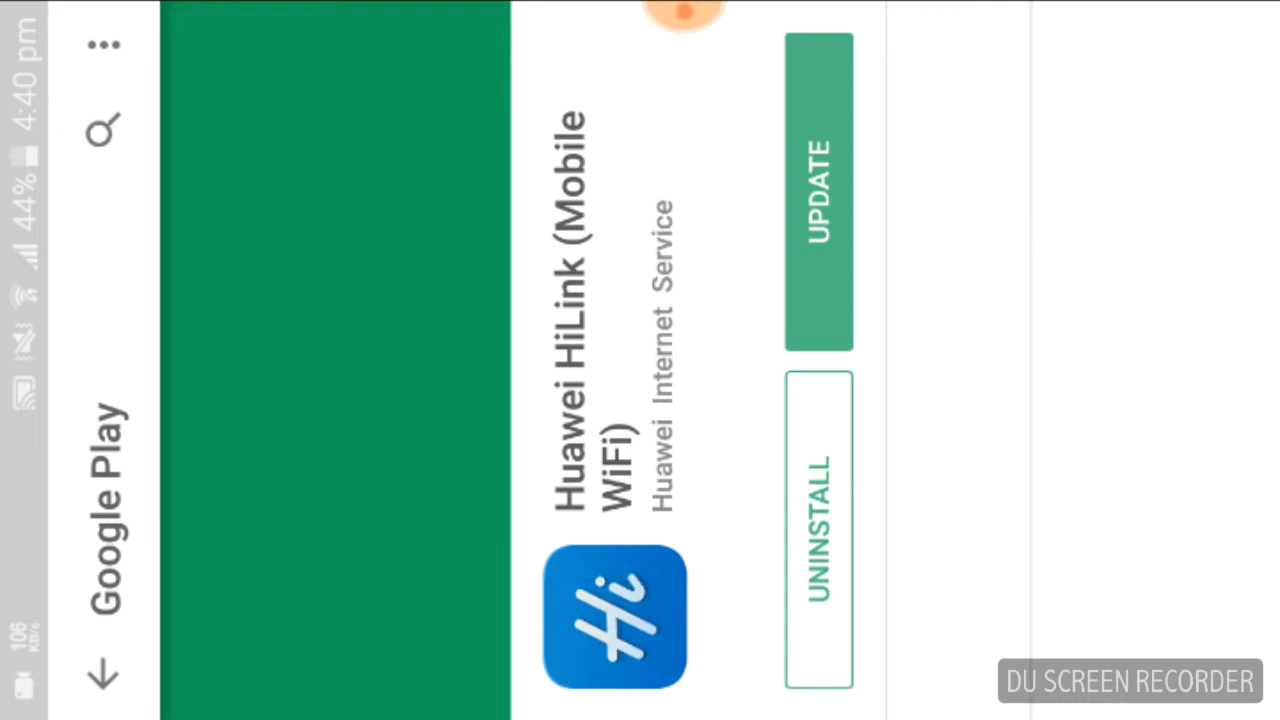 106
KB/s
44%
4:40 pm
Google Play
Hi
Huawei HiLink (Mobile
WiFi)
Huawei Internet Service
UNINSTALL
UPDATE
DU SCREEN RECORDER